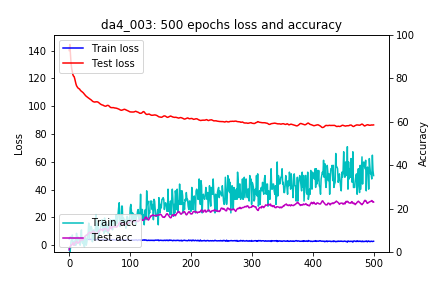 da4_003: 500 epochs loss and accuracy
Train loss
Test loss
140
120
100
80
60
40
20
0
Loss
100
80
60
40
20
0
Accuracy
Train acc
Test acc
0
100
200
300
400
500